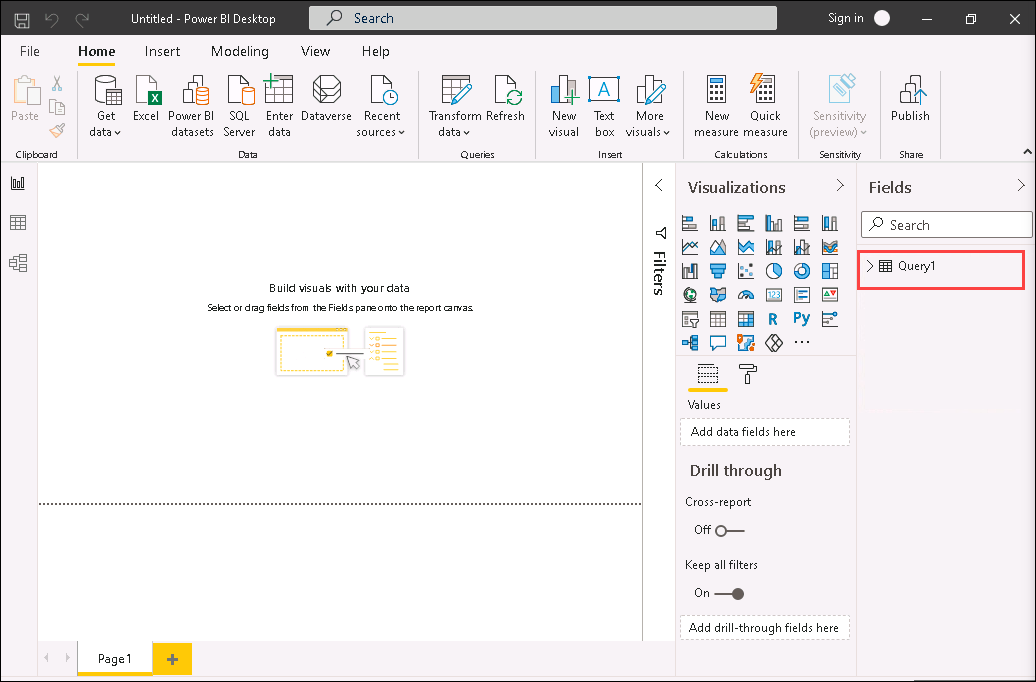 Untitled - Power BI Desktop
Search
Sign in
File Home Insert Modeling View Help
Paste
Clipboard
Get data
Excel
Power BI datasets
SQL Server
Enter data
Dataverse
Recent sources
Data
Transform data
Refresh
Queries
New visual
Text box
More visuals
Insert
New measure
Quick measure
Calculations
Sensitivity (preview)
Sensitivity
Publish
Share
Build visuals with your data
Select or drag fields from the Fields pane onto the report canvas.
Filters
Visualizations
123
R
Py
Values
Add data fields here
Drill through
Cross-report
Off
Keep all filters
On
Add drill-through fields here
Fields
Search
Query1
Page1